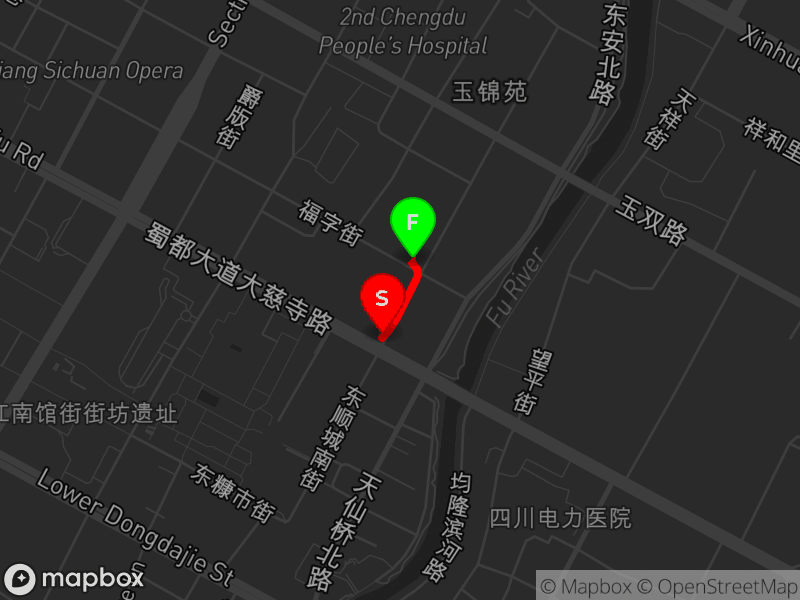 2nd Chengdu
People's Hospital
Sichuan Opera
爵版街
玉锦苑
东安北路
天祥街
祥和里
Rd
玉双路
福字街
F
S
蜀都大道大慈寺路
Fu River
望平街
东顺城南街
南馆街街坊遗址
东糠市街
天仙桥北路
均隆滨河路
四川电力医院
Lower Dongdajie St
mapbox
© Mapbox © OpenStreetMap